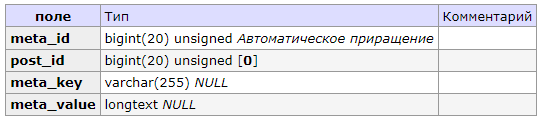 поле Тип Комментарий
meta_id bigint(20) unsigned Автоматическое приращение
post_id bigint(20) unsigned [0]
meta_key varchar(255) NULL
meta_value longtext NULL